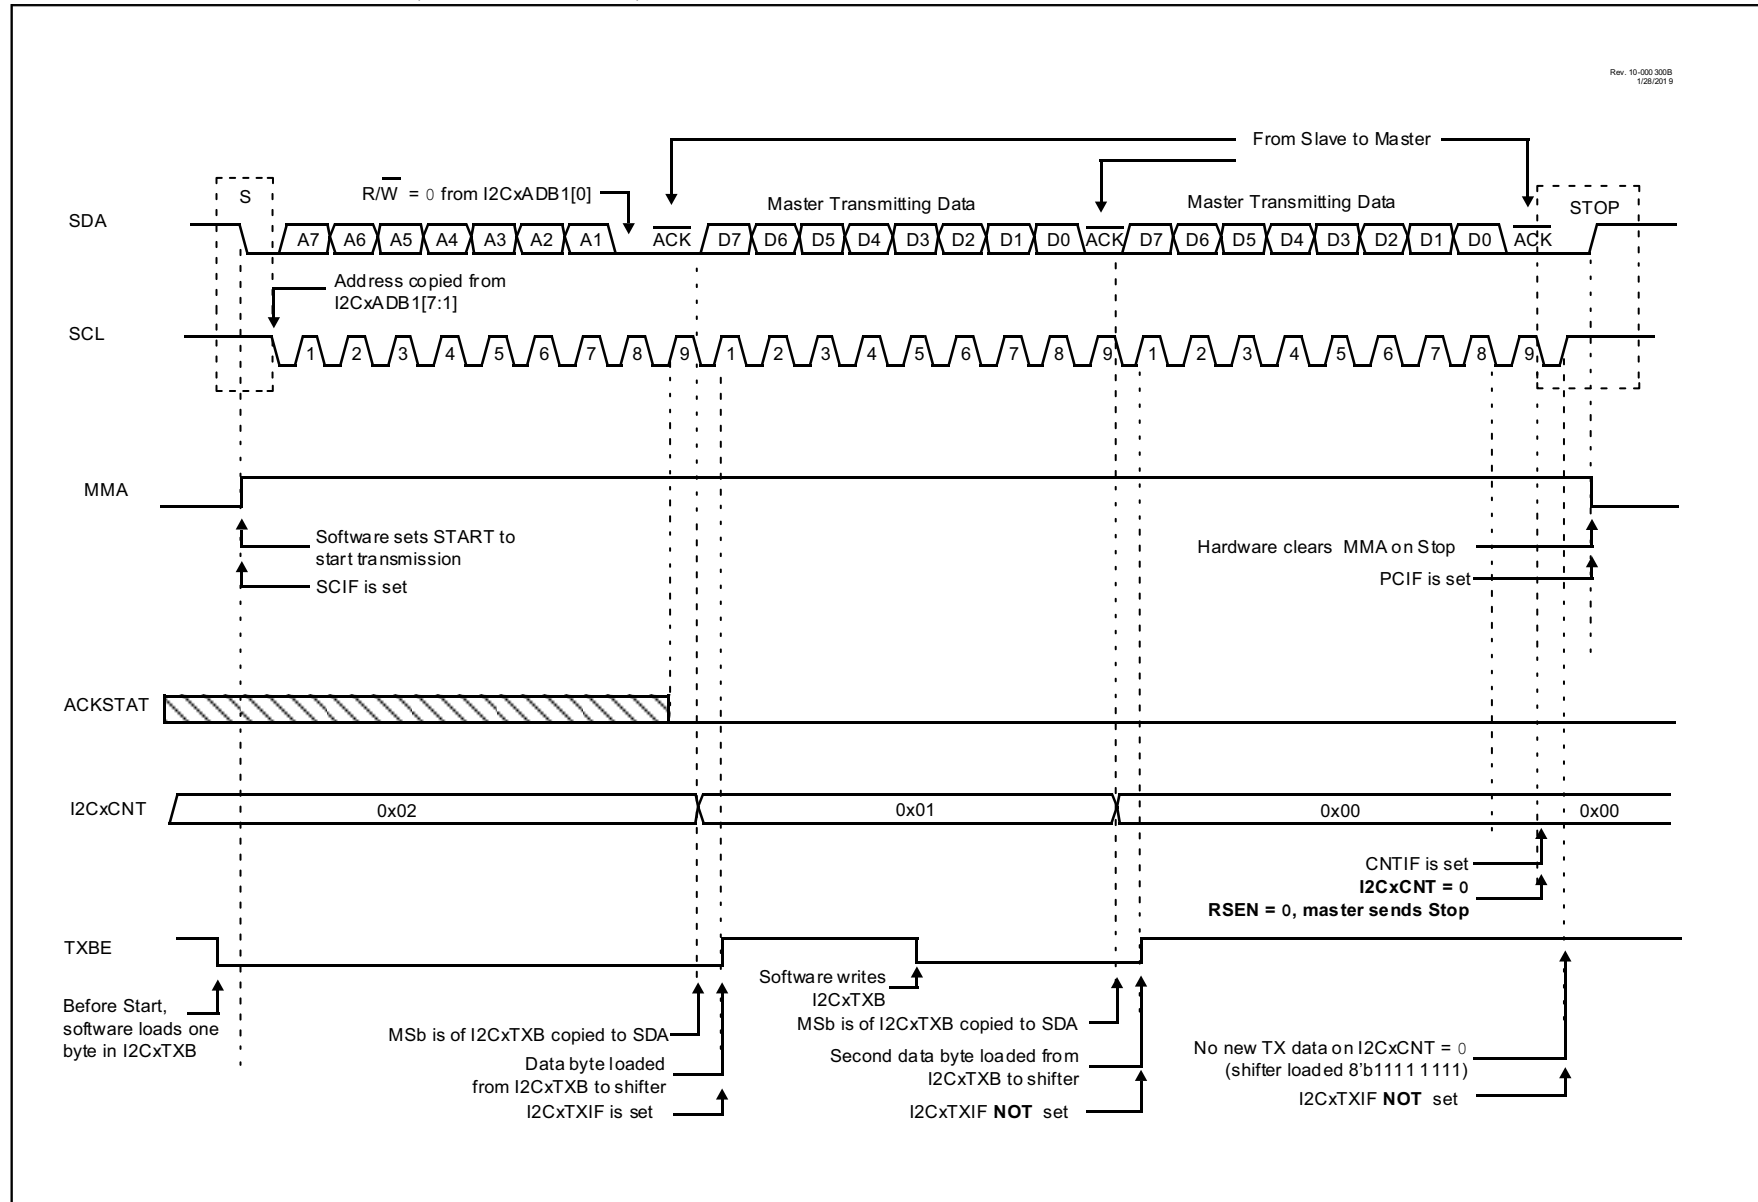 Rev. 10-000300B
1/28/2019
From Slave to Master
S
R/W = 0 from I2CxADB1[0]
Master Transmitting Data
Master Transmitting Data
STOP
SDA
A7 A6 A5 A4 A3 A2 A1 ACK D7 D6 D5 D4 D3 D2 D1 D0 ACK D7 D6 D5 D4 D3 D2 D1 D0 ACK
Address copied from
I2CxADB1[7:1]
SCL
1 2 3 4 5 6 7 8 9 1 2 3 4 5 6 7 8 9 1 2 3 4 5 6 7 8 9
MMA
Software sets START to
start transmission
SCIF is set
Hardware clears MMA on Stop
PCIF is set
ACKSTAT
I2CxCNT
0x02 0x01 0x00 0x00
CNTIF is set
I2CxCNT = 0
RSEN = 0, master sends Stop
TXBE
Before Start,
software loads one
byte in I2CxTXB
MSb is of I2CxTXB copied to SDA
Data byte loaded
from I2CxTXB to shifter
I2CxTXIF is set
Software writes
I2CxTXB
MSb is of I2CxTXB copied to SDA
Second data byte loaded from
I2CxTXB to shifter
I2CxTXIF NOT set
No new TX data on I2CxCNT = 0
(shifter loaded 8'b1111 1111)
I2CxTXIF NOT set